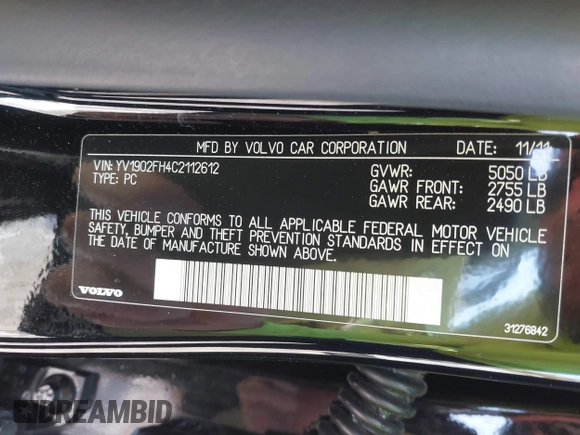 MFD BY VOLVO CAR CORPORATION DATE: 11/11
VIN: YV1902FH4C2112612 GVWR: 5050 LB
TYPE: PC GAWR FRONT: 2755 LB
GAWR REAR: 2490 LB
THIS VEHICLE CONFORMS TO ALL APPLICABLE FEDERAL MOTOR VEHICLE
SAFETY, BUMPER AND THEFT PREVENTION STANDARDS IN EFFECT ON
THE DATE OF MANUFACTURE SHOWN ABOVE.
VOLVO
31276842
DREAMBID